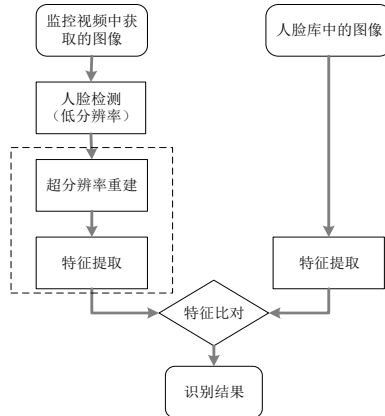 监控视频中获
取的图像
人脸库中的图像
人脸检测
（低分辨率）
超分辨率重建
特征提取
特征提取
特征比对
识别结果